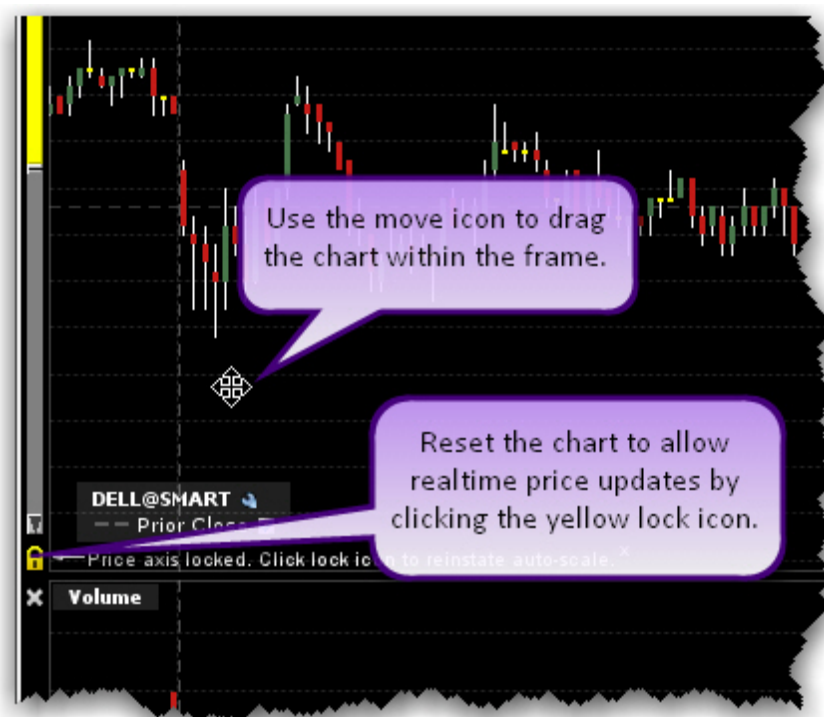 Use the move icon to drag
the chart within the frame.
Reset the chart to allow
realtime price updates by
clicking the yellow lock icon.
DELL@SMART
Prior Close
Price axis locked. Click lock icon to reinstate auto-scale. x
Volume